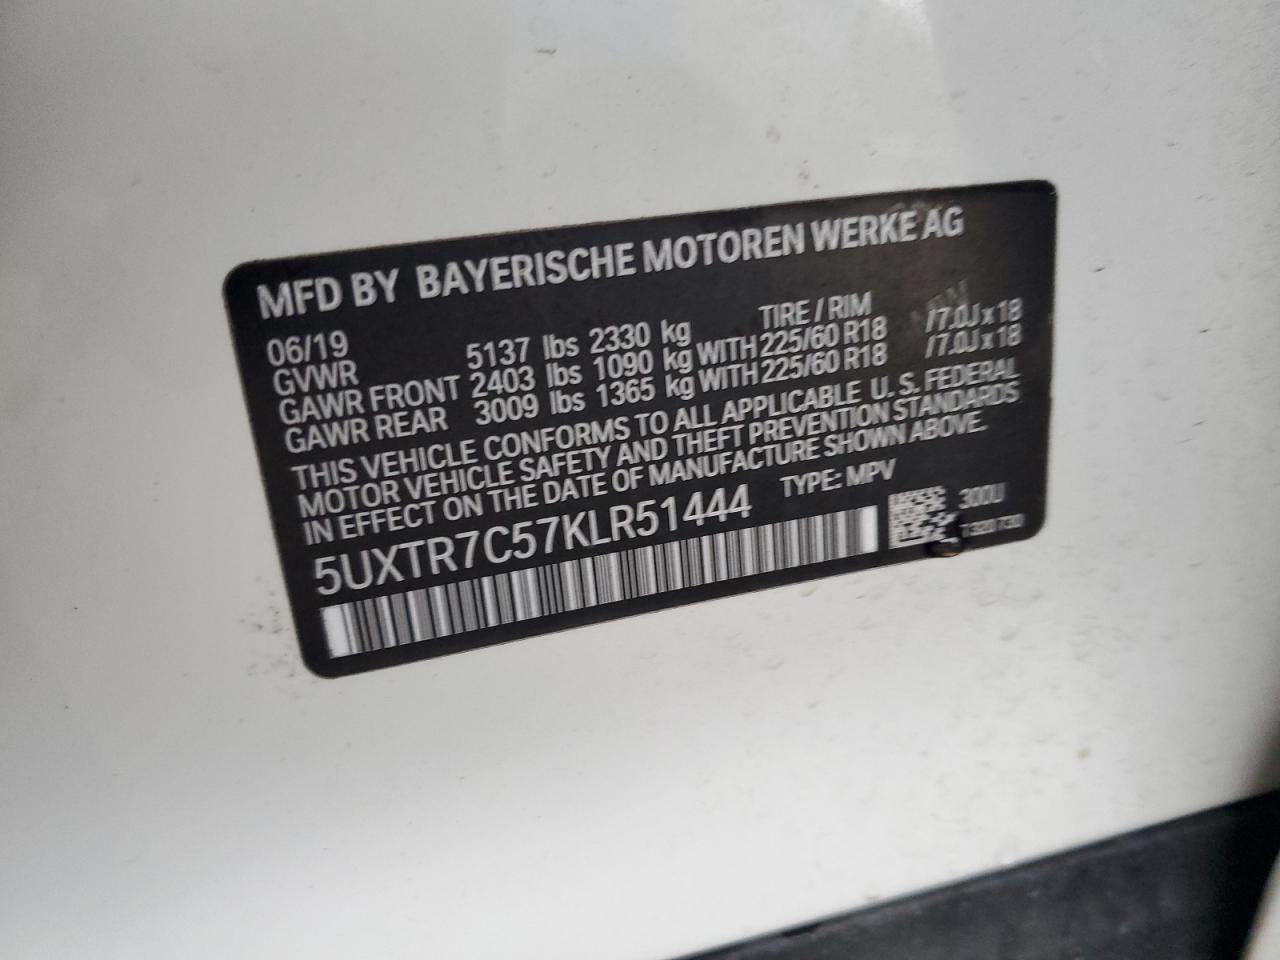 MFD BY BAYERISCHE MOTOREN WERKE AG
06/19 TIRE / RIM
GVWR 5137 lbs 2330 kg
GAWR FRONT 2403 lbs 1090 kg WITH 225/60 R18 /7.0J x 18
GAWR REAR 3009 lbs 1365 kg WITH 225/60 R18 /7.0J x 18
THIS VEHICLE CONFORMS TO ALL APPLICABLE U. S. FEDERAL
MOTOR VEHICLE SAFETY AND THEFT PREVENTION STANDARDS
IN EFFECT ON THE DATE OF MANUFACTURE SHOWN ABOVE.
5UXTR7C57KLR51444 TYPE: MPV
300U